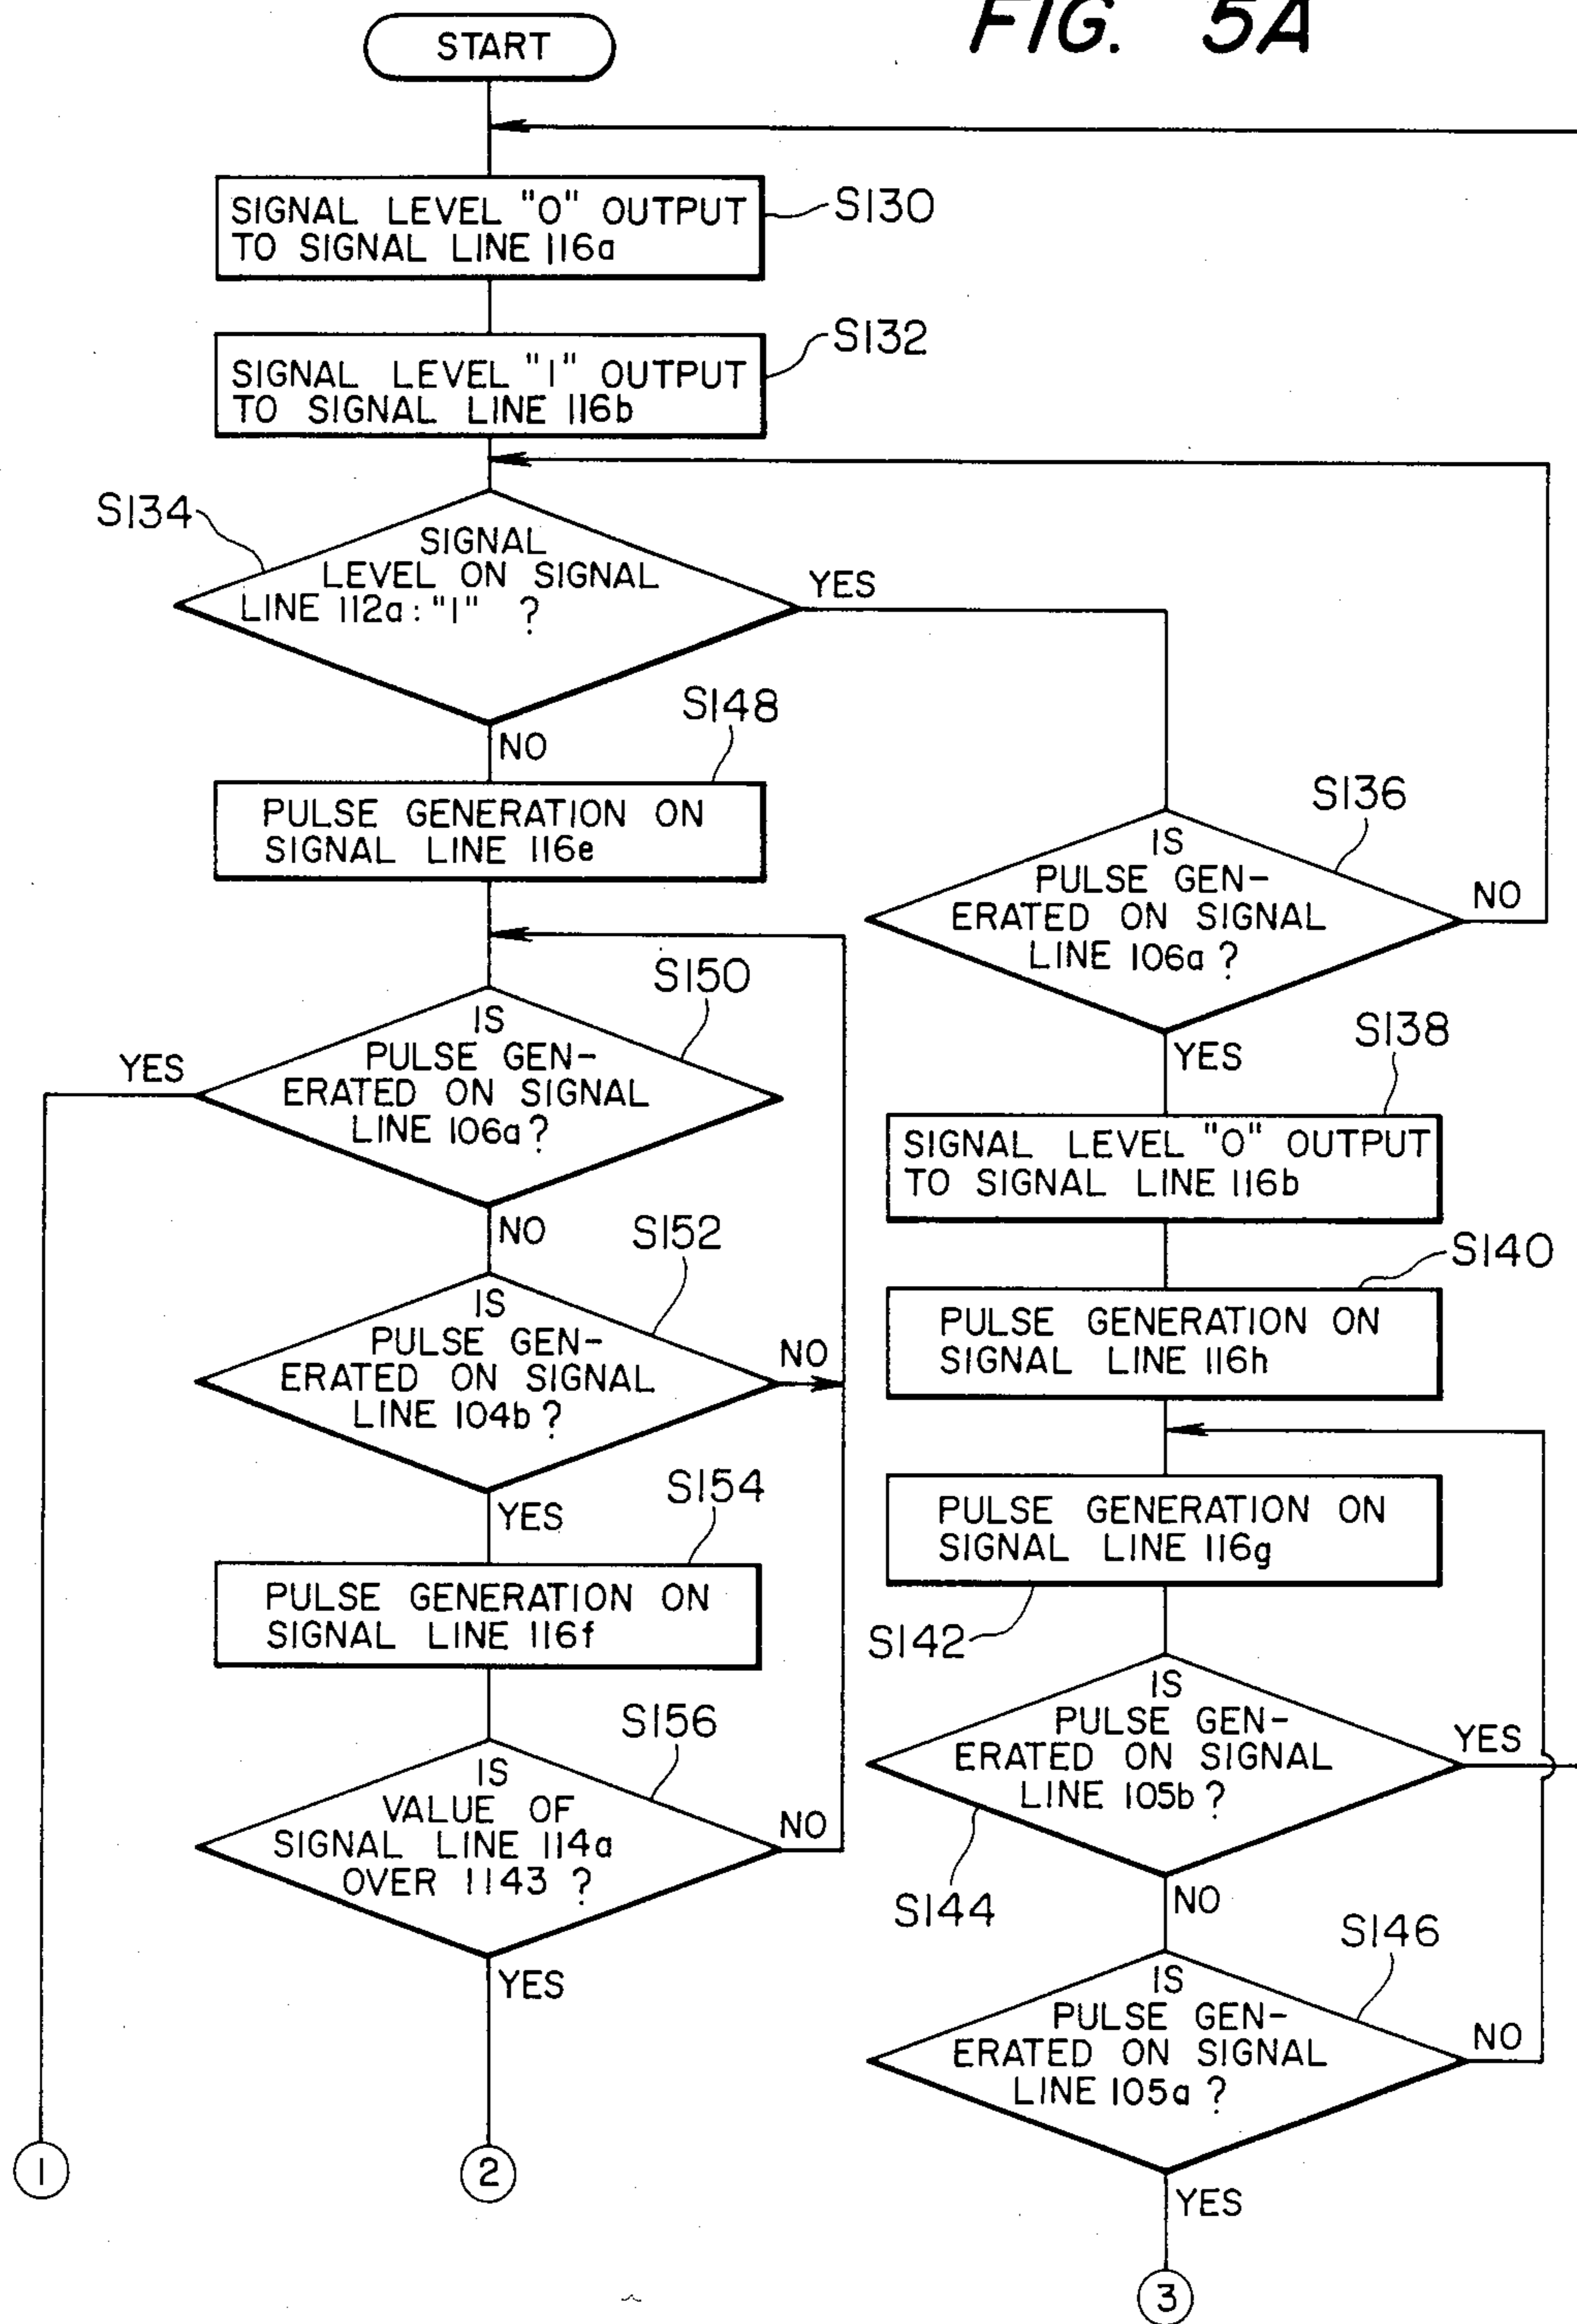 FIG. 5A
START
SIGNAL LEVEL "0" OUTPUT
TO SIGNAL LINE 116a
S130
SIGNAL LEVEL "1" OUTPUT
TO SIGNAL LINE 116b
S132
S134
SIGNAL
LEVEL ON SIGNAL
LINE 112a : "1" ?
YES
NO
S148
PULSE GENERATION ON
SIGNAL LINE 116e
S136
IS
PULSE GEN-
ERATED ON SIGNAL
LINE 106a ?
NO
YES
S150
IS
PULSE GEN-
ERATED ON SIGNAL
LINE 106a ?
YES
NO
S138
SIGNAL LEVEL "0" OUTPUT
TO SIGNAL LINE 116b
S152
IS
PULSE GEN-
ERATED ON SIGNAL
LINE 104b ?
NO
YES
S140
PULSE GENERATION ON
SIGNAL LINE 116h
S154
PULSE GENERATION ON
SIGNAL LINE 116f
PULSE GENERATION ON
SIGNAL LINE 116g
S142
S156
IS
VALUE OF
SIGNAL LINE 114a
OVER 1143 ?
NO
YES
IS
PULSE GEN-
ERATED ON SIGNAL
LINE 105b ?
YES
S144
NO
S146
IS
PULSE GEN-
ERATED ON SIGNAL
LINE 105a ?
NO
YES
1
2
3